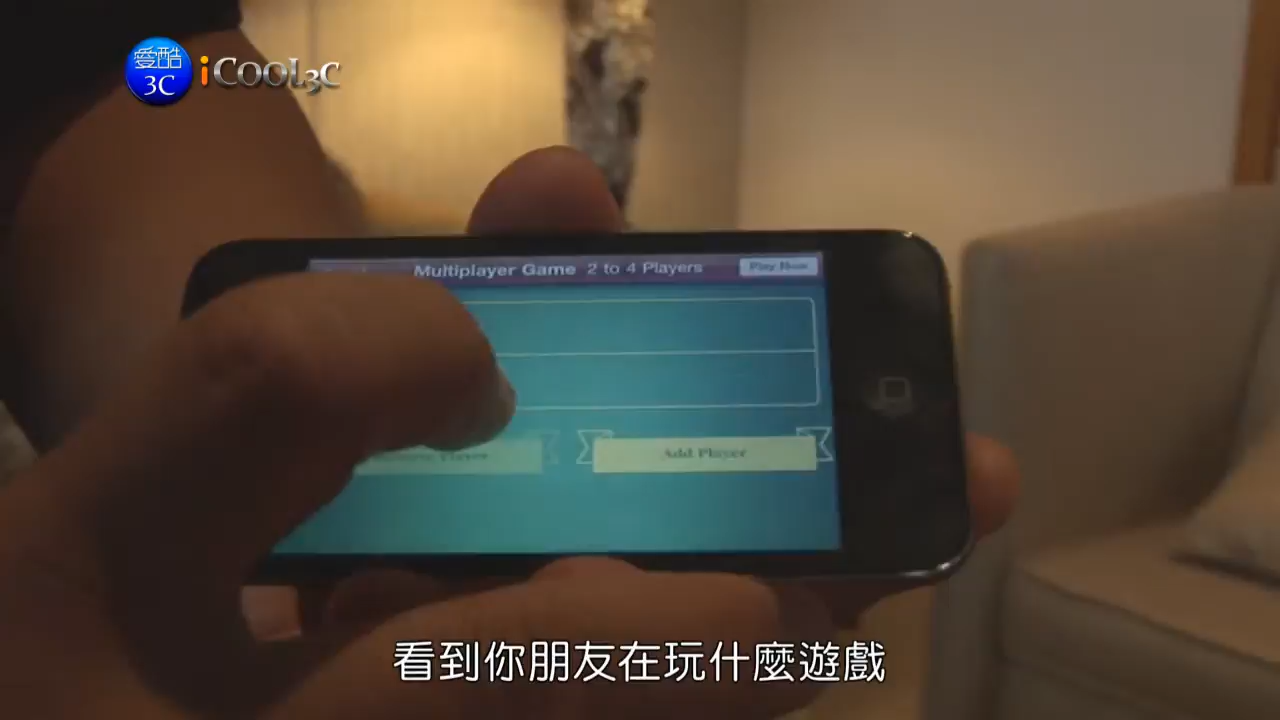 愛酷
3C
iCOOL3C
Multiplayer Game 2 to 4 Players
Play Now
Player
Add Player
看到你朋友在玩什麼遊戲